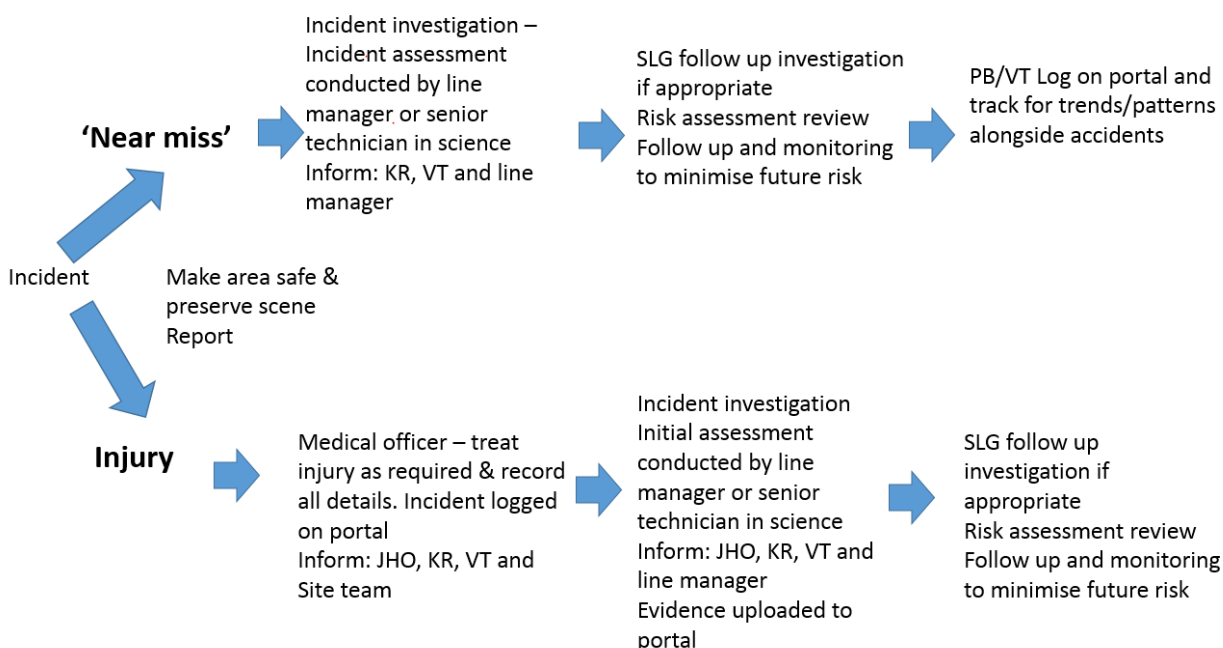 Incident
Make area safe &
preserve scene
Report
‘Near miss’
Incident investigation –
Incident assessment
conducted by line
manager or senior
technician in science
Inform: KR, VT and line
manager
SLG follow up investigation
if appropriate
Risk assessment review
Follow up and monitoring
to minimise future risk
PB/VT Log on portal and
track for trends/patterns
alongside accidents
Injury
Medical officer – treat
injury as required & record
all details. Incident logged
on portal
Inform: JHO, KR, VT and
Site team
Incident investigation
Initial assessment
conducted by line
manager or senior
technician in science
Inform: JHO, KR, VT and
line manager
Evidence uploaded to
portal
SLG follow up
investigation if
appropriate
Risk assessment review
Follow up and monitoring
to minimise future risk